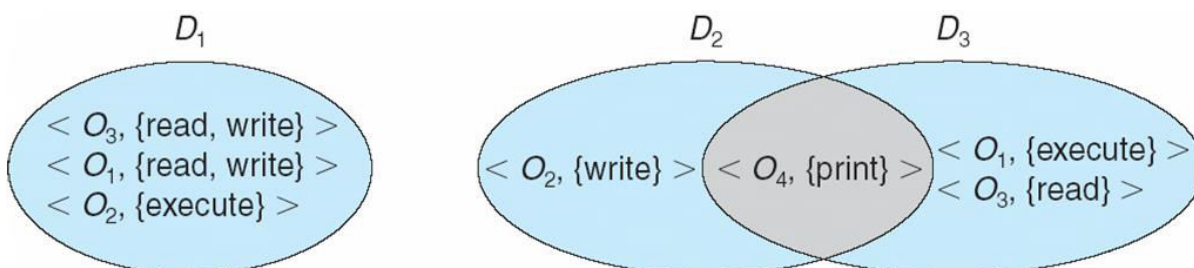 D₁
D₂
D₃
< O₃, {read, write} >
< O₁, {read, write} >
< O₂, {execute} >
< O₂, {write} >
< O₄, {print} >
< O₁, {execute} >
< O₃, {read} >